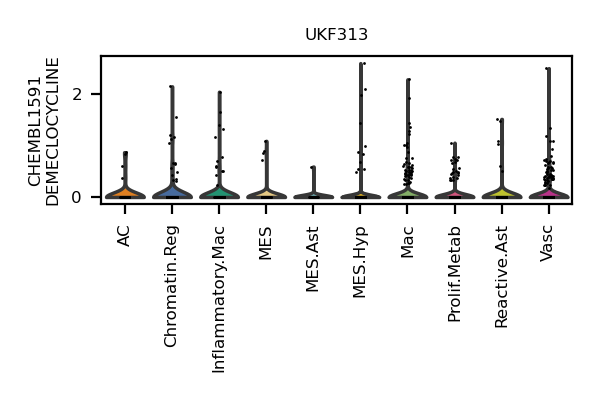 UKF313
CHEMBL1591
DEMECLOCYCLINE
2
0
AC
Chromatin.Reg
Inflammatory.Mac
MES
MES.Ast
MES.Hyp
Mac
Prolif.Metab
Reactive.Ast
Vasc